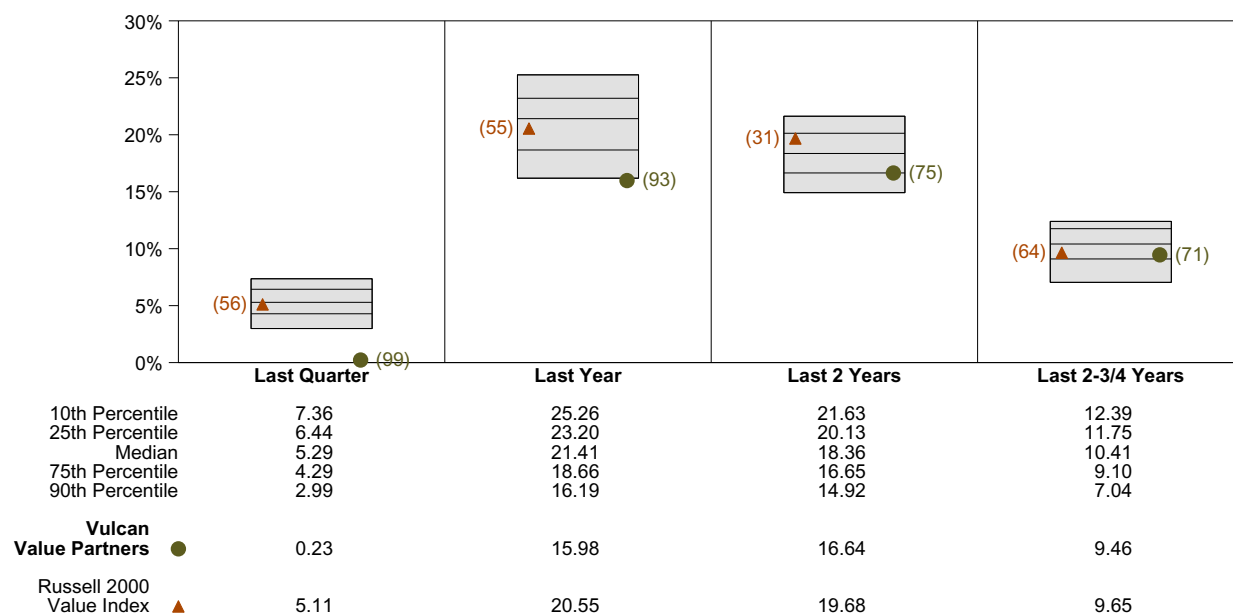 30%
25%
20%
15%
10%
5%
0%
(56)
(99)
(55)
(93)
(31)
(75)
(64)
(71)
Last Quarter Last Year Last 2 Years Last 2-3/4 Years
10th Percentile 7.36 25.26 21.63 12.39
25th Percentile 6.44 23.20 20.13 11.75
Median 5.29 21.41 18.36 10.41
75th Percentile 4.29 18.66 16.65 9.10
90th Percentile 2.99 16.19 14.92 7.04
Vulcan
Value Partners 0.23 15.98 16.64 9.46
Russell 2000
Value Index 5.11 20.55 19.68 9.65